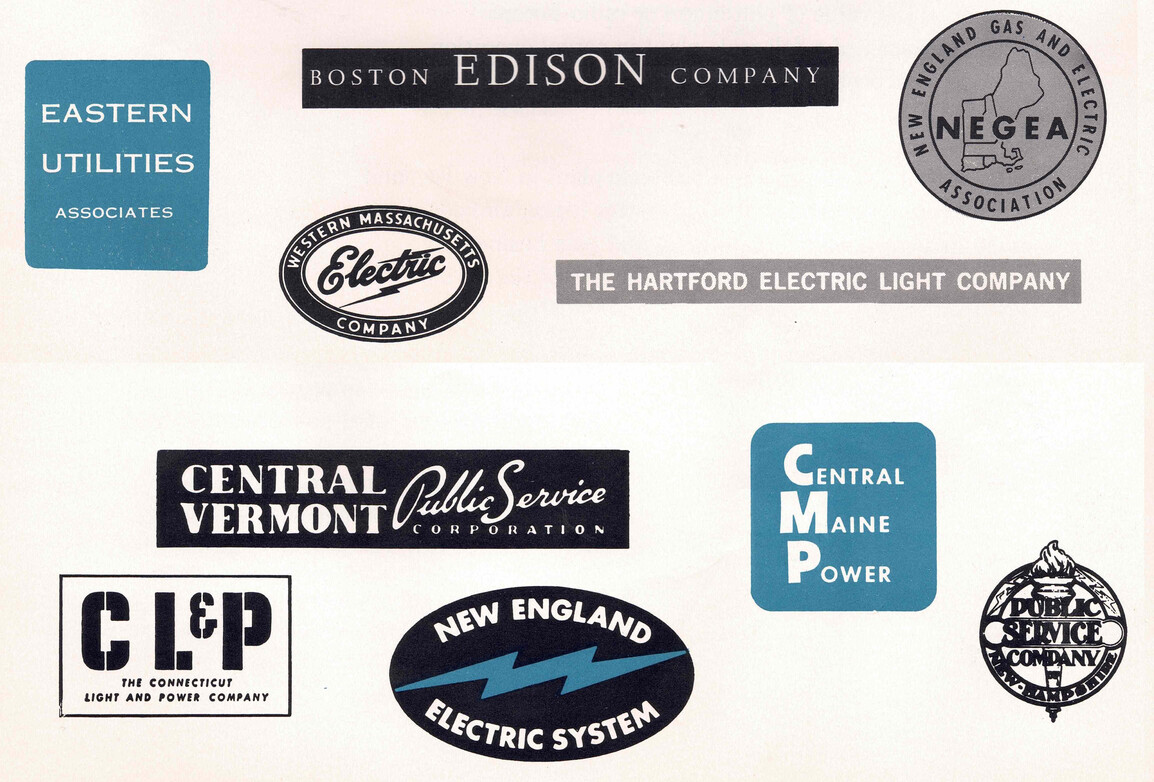 EASTERN
UTILITIES
ASSOCIATES
BOSTON EDISON COMPANY
NEW ENGLAND GAS AND ELECTRIC
NEGEA
ASSOCIATION
WESTERN MASSACHUSETTS
Electric
COMPANY
THE HARTFORD ELECTRIC LIGHT COMPANY
CENTRAL
VERMONT
Public Service
CORPORATION
CENTRAL
MAINE
POWER
C L & P
THE CONNECTICUT
LIGHT AND POWER COMPANY
NEW ENGLAND
ELECTRIC SYSTEM
PUBLIC
SERVICE
COMPANY
NEW-HAMPSHIRE